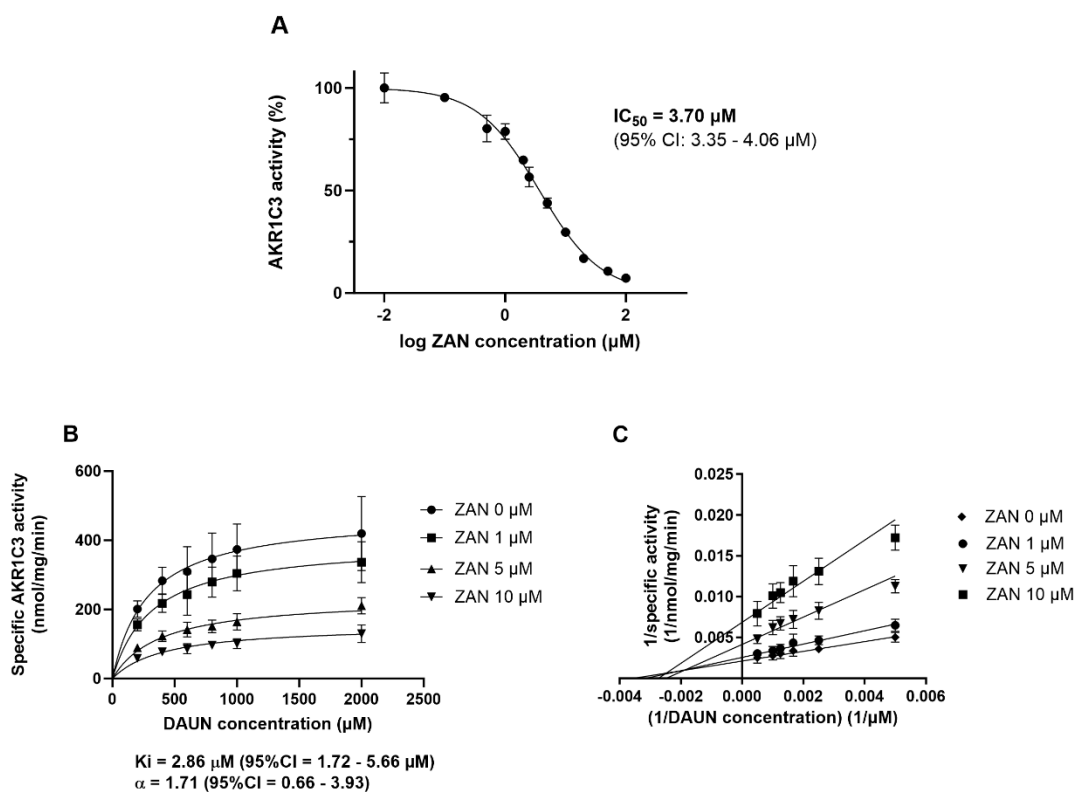 A
AKR1C3 activity (%)
100
50
0
-2
0
2
log ZAN concentration (µM)
IC50 = 3.70 µM
(95% CI: 3.35 - 4.06 µM)
B
Specific AKR1C3 activity
(nmol/mg/min)
600
400
200
0
0
500
1000
1500
2000
2500
DAUN concentration (µM)
ZAN 0 µM
ZAN 1 µM
ZAN 5 µM
ZAN 10 µM
Ki = 2.86 µM (95%CI = 1.72 - 5.66 µM)
α = 1.71 (95%CI = 0.66 - 3.93)
C
1/specific activity
(1/nmol/mg/min)
0.025
0.020
0.015
0.010
0.005
-0.004
-0.002
0.000
0.002
0.004
0.006
(1/DAUN concentration) (1/µM)
ZAN 0 µM
ZAN 1 µM
ZAN 5 µM
ZAN 10 µM